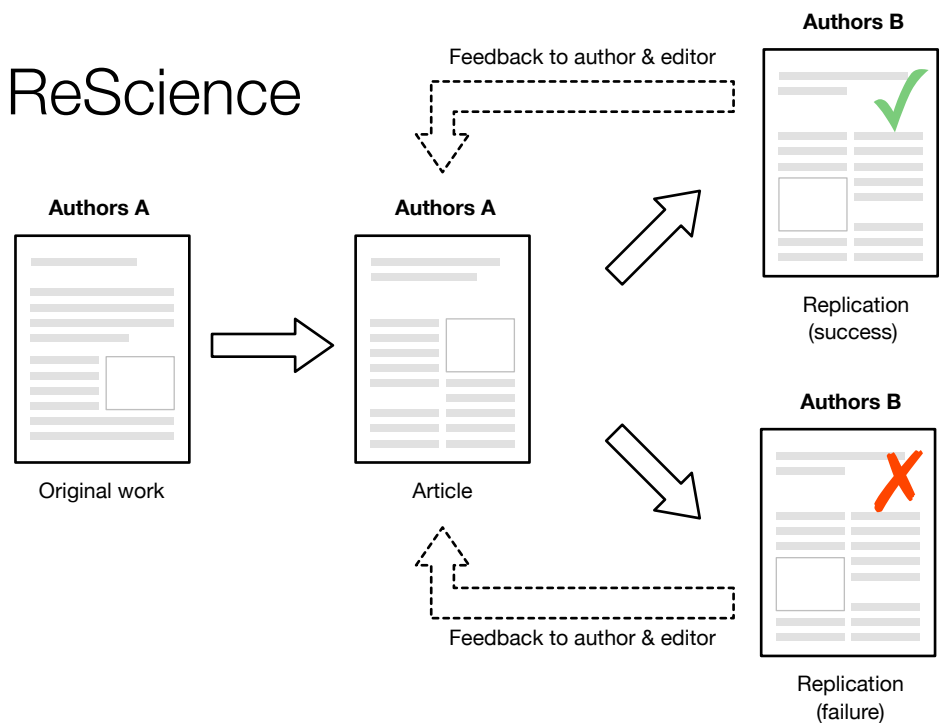 ReScience
Authors A
Original work
Authors A
Article
Feedback to author & editor
Authors B
Replication
(success)
Authors B
Replication
(failure)
Feedback to author & editor